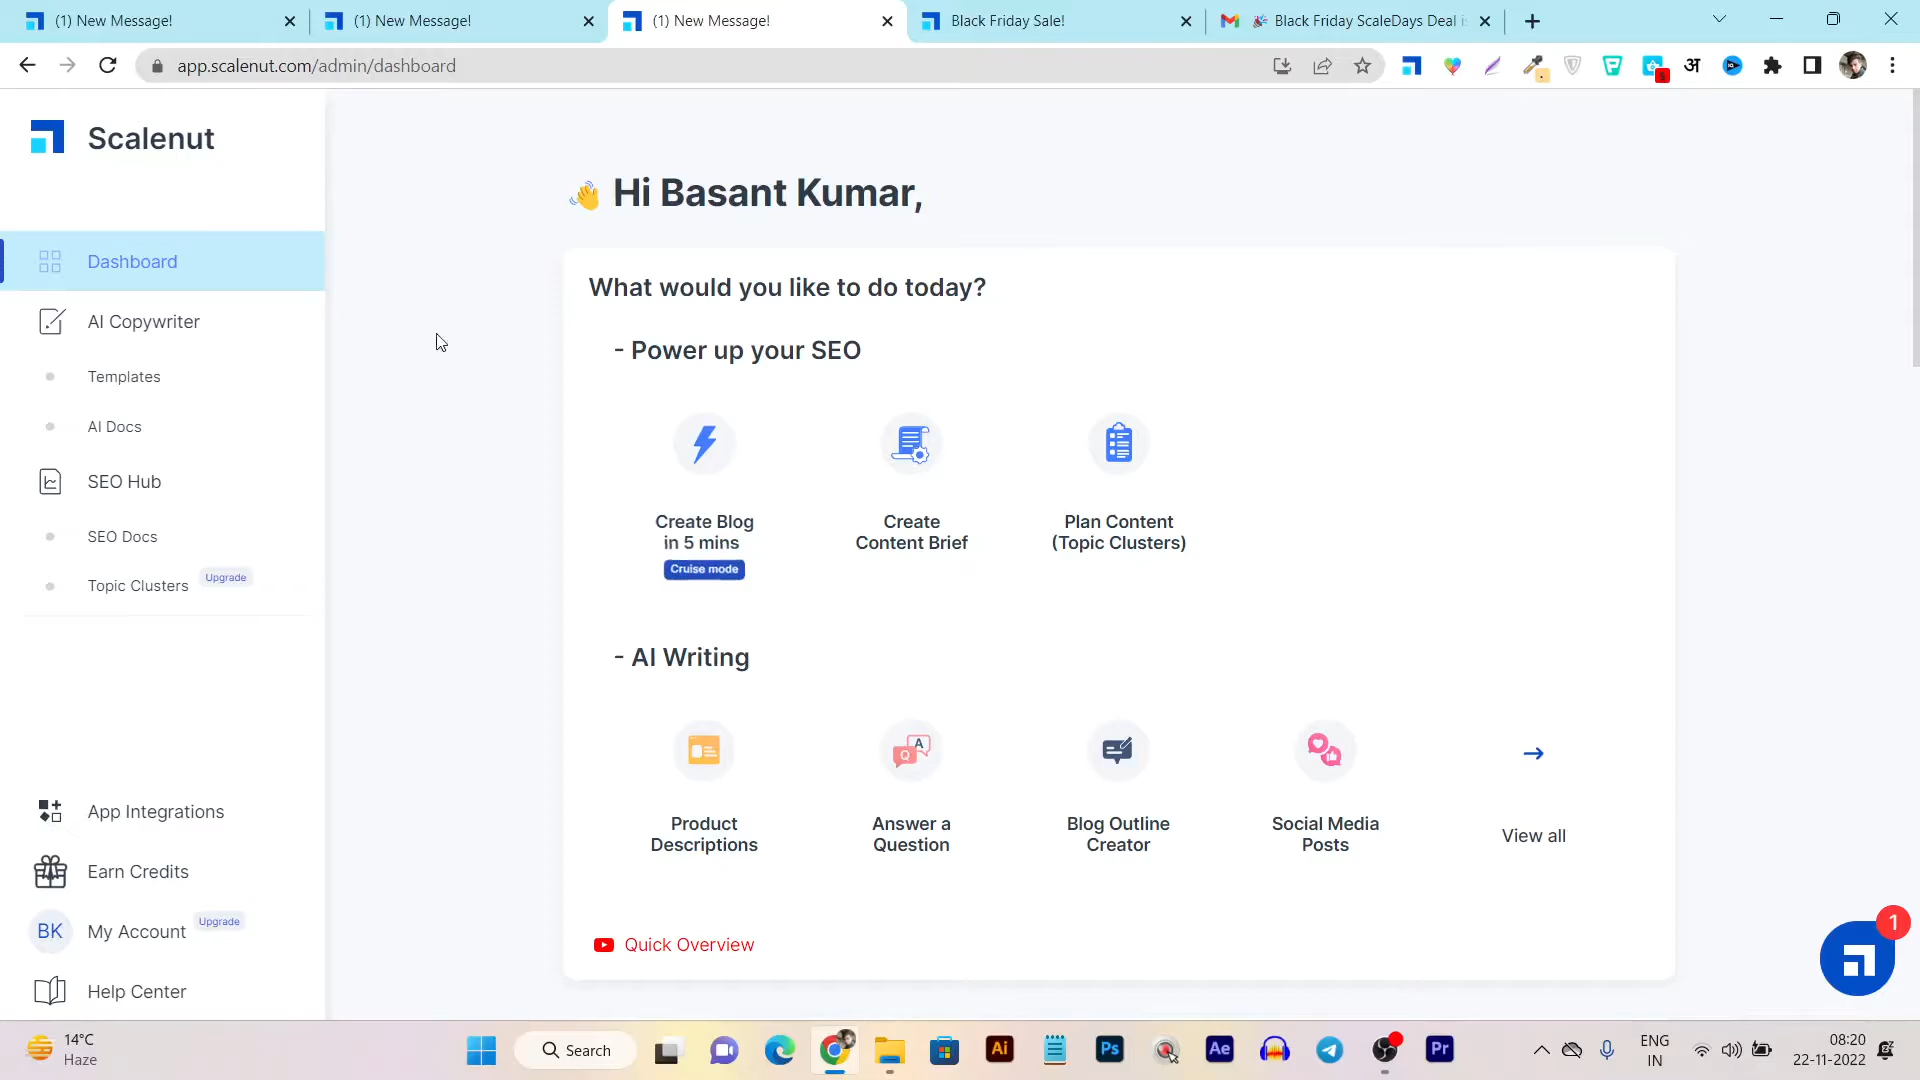 (1) New Message!
(1) New Message!
(1) New Message!
Black Friday Sale!
Black Friday ScaleDays Deal
app.scalenut.com/admin/dashboard
अ
Scalenut
Hi Basant Kumar,
Dashboard
What would you like to do today?
AI Copywriter
- Power up your SEO
Templates
AI Docs
SEO Hub
Create Blog
in 5 mins
Cruise mode
Create
Content Brief
Plan Content
(Topic Clusters)
SEO Docs
Topic Clusters
Upgrade
- AI Writing
A
Q
Product
Descriptions
Answer a
Question
Blog Outline
Creator
Social Media
Posts
View all
App Integrations
Earn Credits
BK
My Account
Upgrade
Quick Overview
1
Help Center
14°C
Haze
Search
Ai
Ps
Ae
Pr
ENG
IN
08:20
22-11-2022